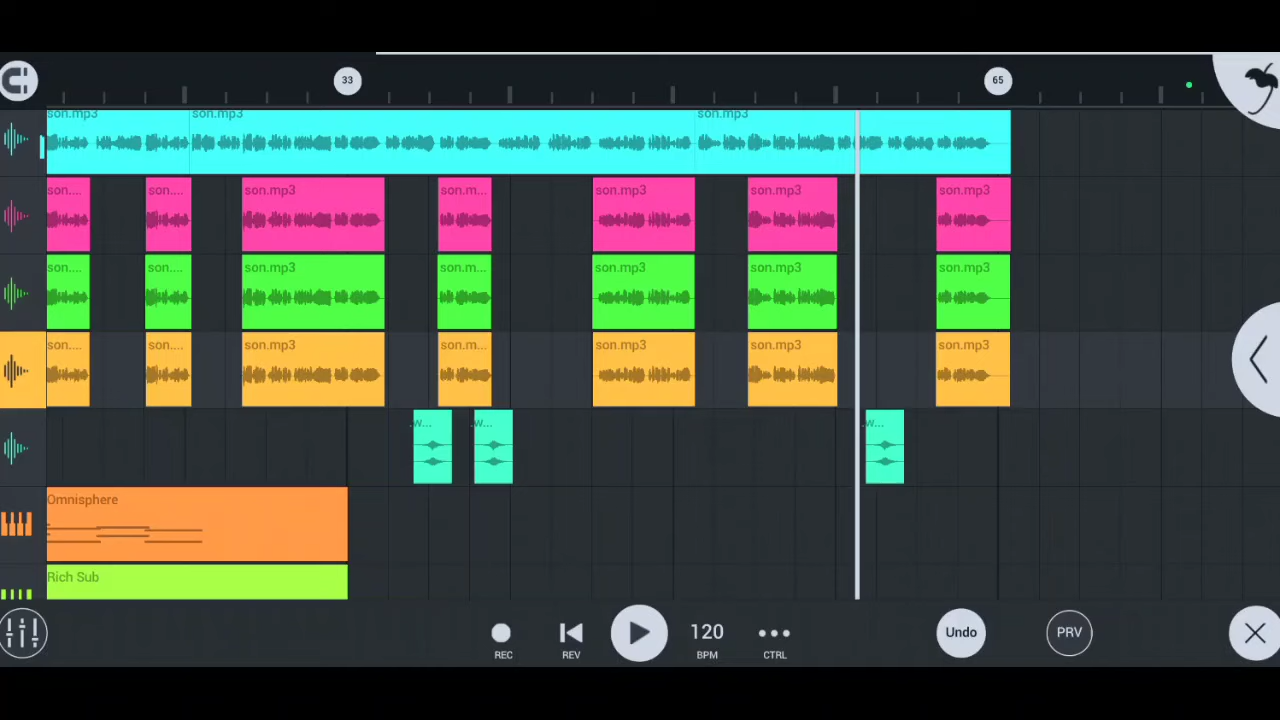 33 65
son.mp3 son.mp3 son.mp3
son.... son.... son.mp3 son.m... son.mp3 son.mp3 son.mp3
son.... son.... son.mp3 son.m... son.mp3 son.mp3 son.mp3
son.... son.... son.mp3 son.m... son.mp3 son.mp3 son.mp3
.w... .w... .w...
Omnisphere
Rich Sub
120 Undo PRV
REC REV BPM CTRL